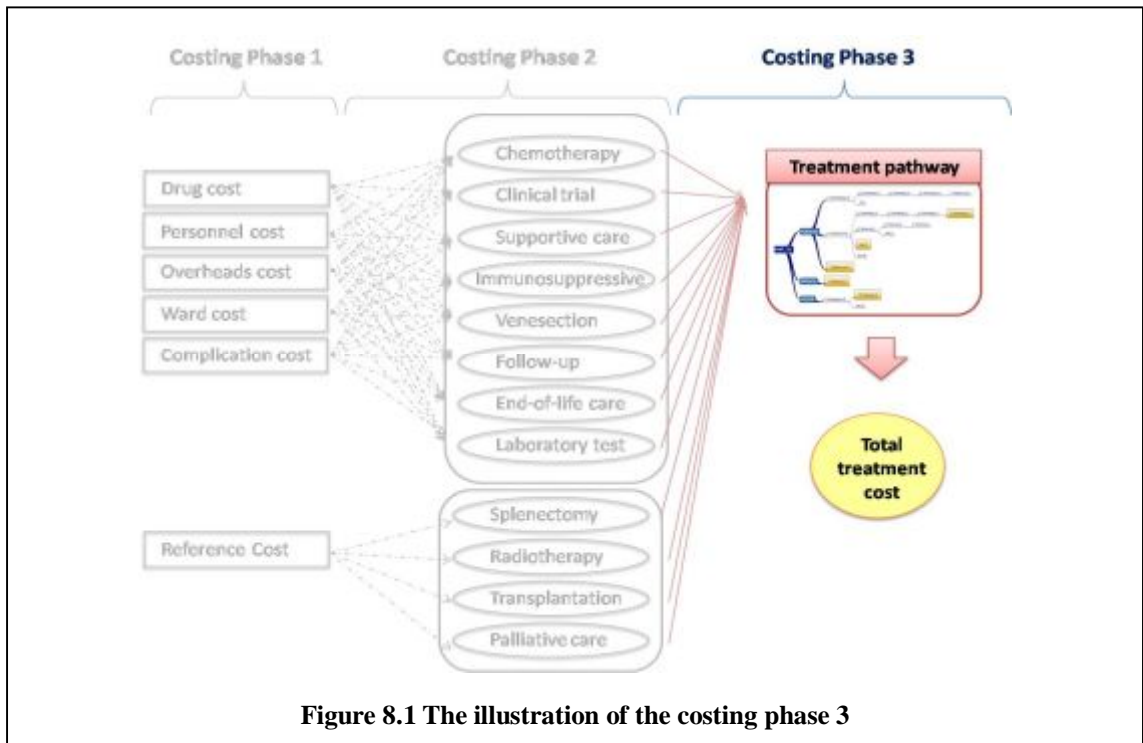 Costing Phase 1 Costing Phase 2 Costing Phase 3
Drug cost
Personnel cost
Overheads cost
Ward cost
Complication cost
Reference Cost
Chemotherapy
Clinical trial
Supportive care
Immunosuppressive
Venesection
Follow-up
End-of-life care
Laboratory test
Splenectomy
Radiotherapy
Transplantation
Palliative care
Treatment pathway
Total
treatment
cost
Figure 8.1 The illustration of the costing phase 3